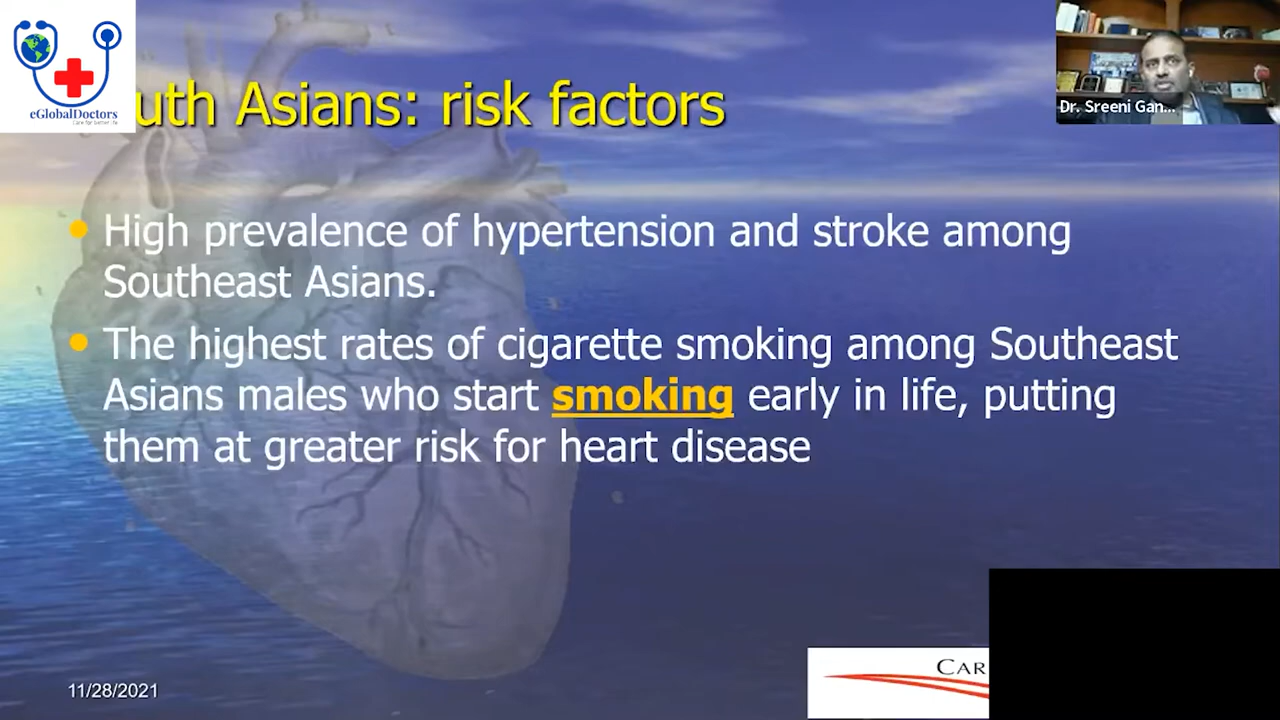 eGlobalDoctors
Care for better life
uth Asians: risk factors
Dr. Sreeni Gan...
High prevalence of hypertension and stroke among
Southeast Asians.
The highest rates of cigarette smoking among Southeast
Asians males who start smoking early in life, putting
them at greater risk for heart disease
11/28/2021
CAR